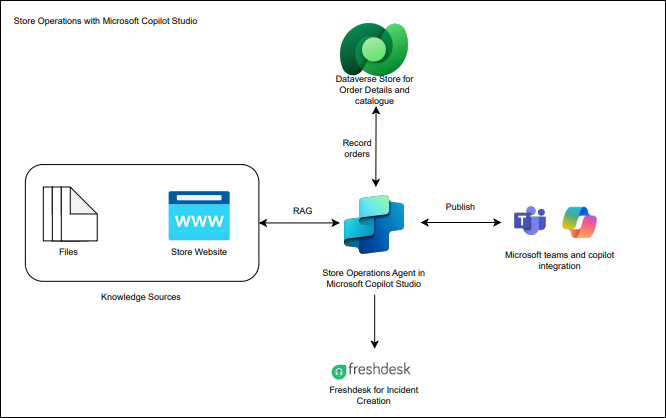 Store Operations with Microsoft Copilot Studio
Dataverse Store for
Order Details and
catalogue
Record
orders
WWW
Files
Store Website
Knowledge Sources
RAG
Publish
Store Operations Agent in
Microsoft Copilot Studio
Microsoft teams and copilot
integration
freshdesk
Freshdesk for Incident
Creation